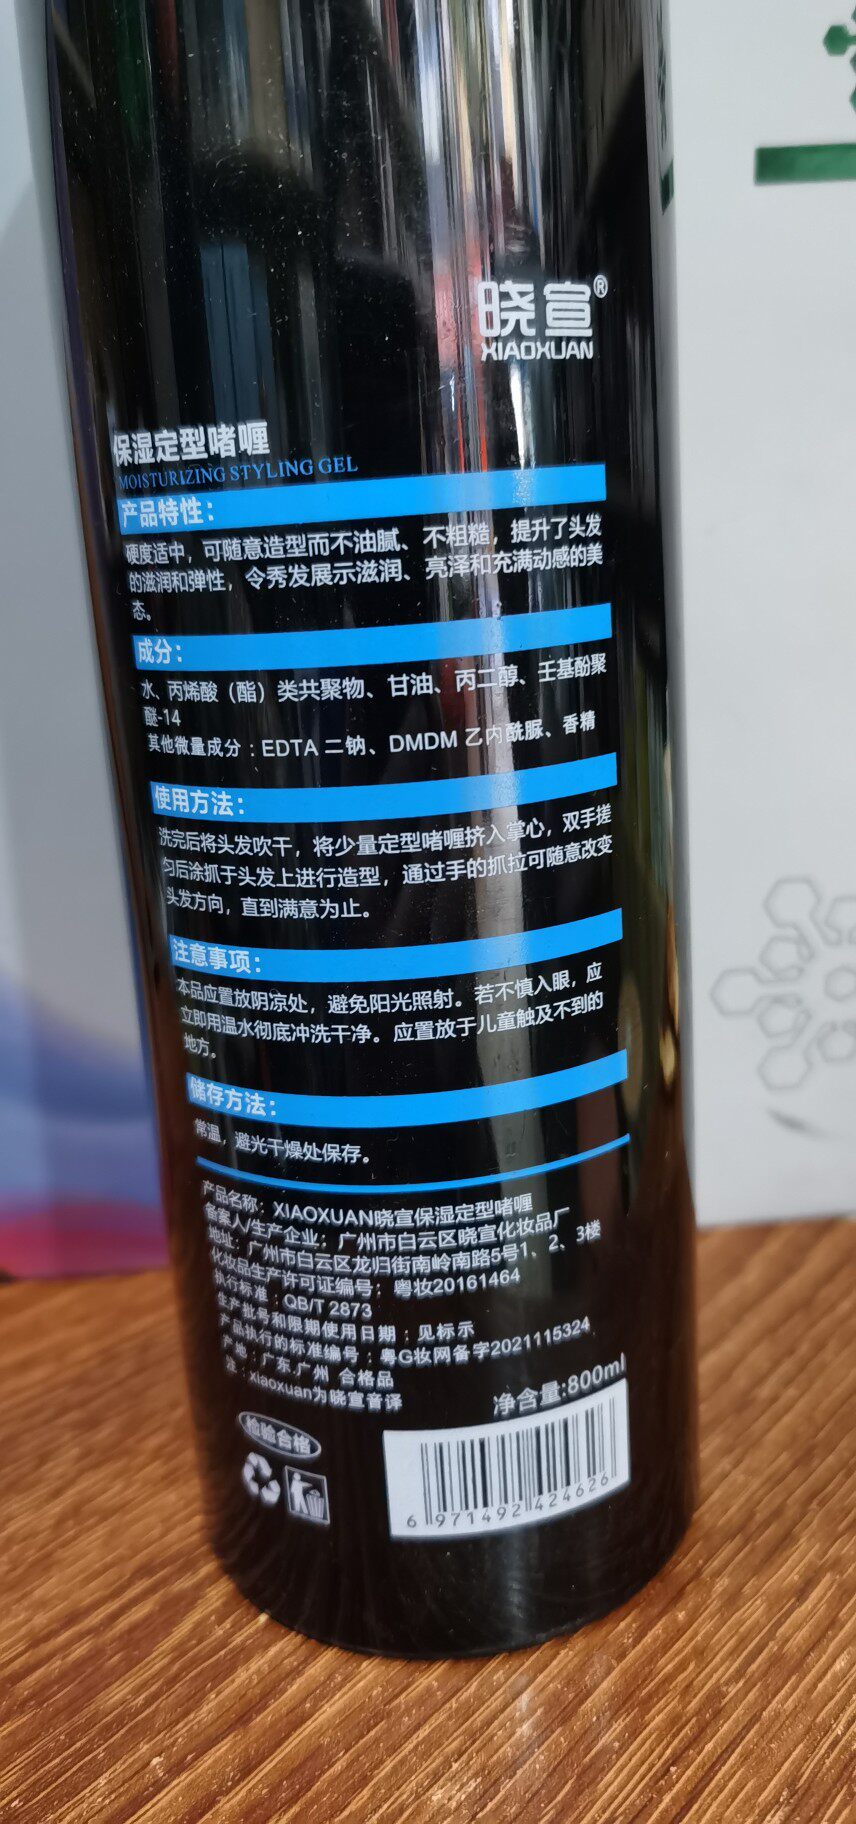 晓宣®
XIAOXUAN
保湿定型啫喱
MOISTURIZING STYLING GEL
产品特性：
硬度适中，可随意造型而不油腻、不粗糙，提升了头发
的滋润和弹性，令秀发展示滋润、亮泽和充满动感的美
态。
成分：
水、丙烯酸（酯）类共聚物、甘油、丙二醇、壬基酚聚
醚-14
其他微量成分：EDTA 二钠、DMDM 乙内酰脲、香精
使用方法：
洗完后将头发吹干，将少量定型啫喱挤入掌心，双手搓
匀后涂抓于头发上进行造型，通过手的抓拉可随意改变
头发方向，直到满意为止。
注意事项：
本品应置放阴凉处，避免阳光照射。若不慎入眼，应
立即用温水彻底冲洗干净。应置放于儿童触及不到的
地方。
储存方法：
常温，避光干燥处保存。
产品名称：XIAOXUAN晓宣保湿定型啫喱
备案人/生产企业：广州市白云区晓宣化妆品厂
地址：广州市白云区龙归街南岭南路5号1、2、3楼
化妆品生产许可证编号：粤妆20161464
执行标准：QB/T 2873
生产批号和限期使用日期：见标示
产品执行的标准编号：粤G妆网备字2021115324
产地：广东.广州 合格品
注：xiaoxuan为晓宣音译
净含量:800ml
检验合格
6 971492 424626